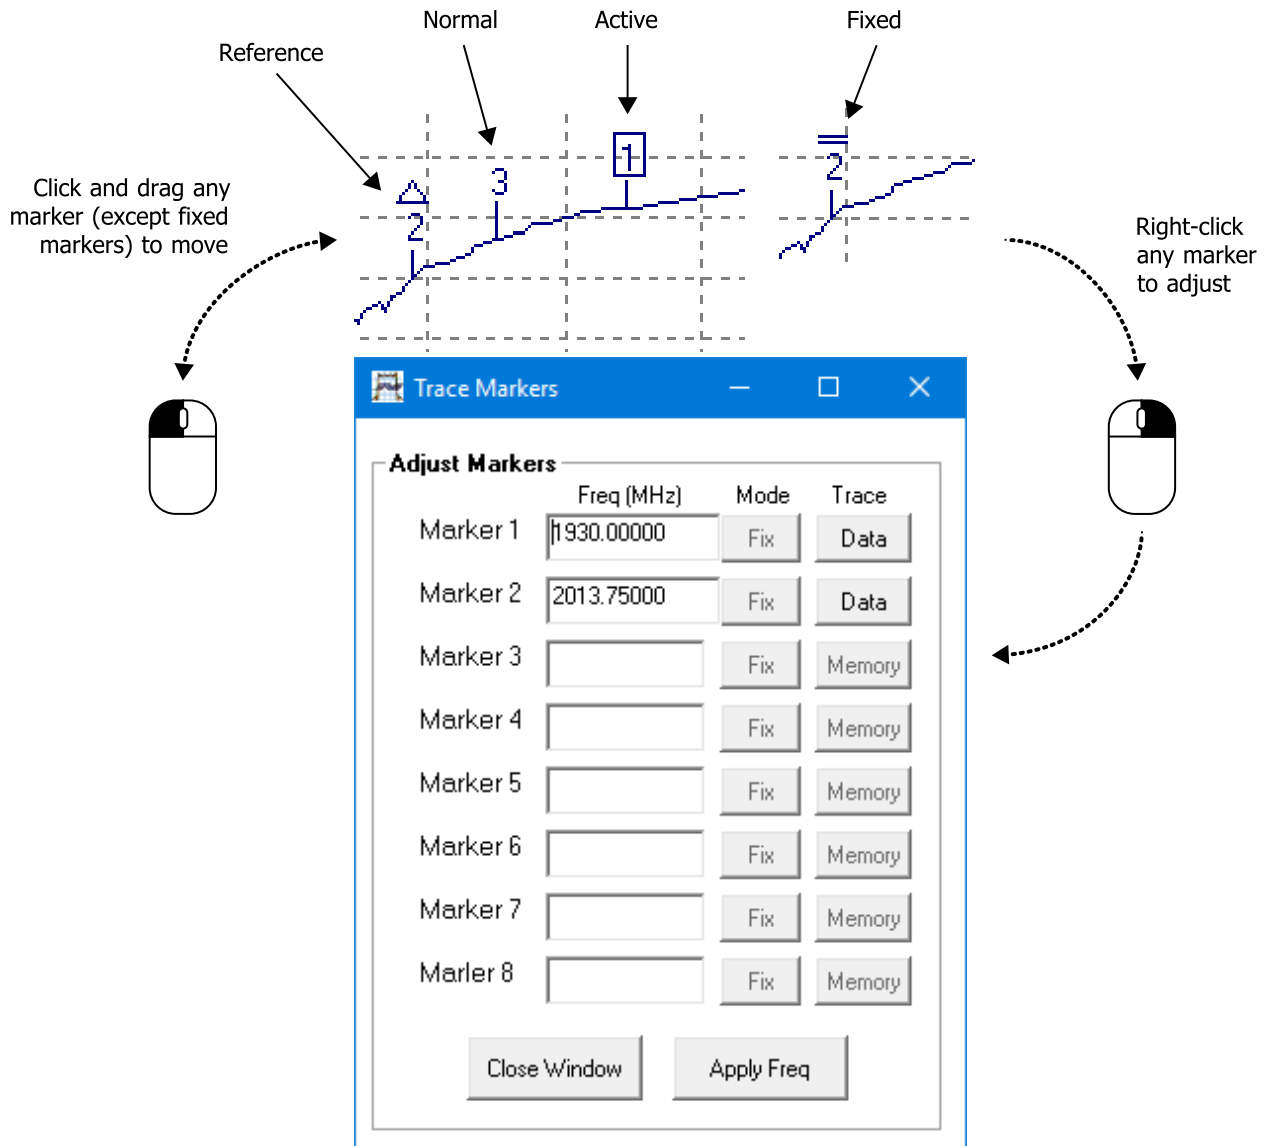 Normal
Active
Fixed
Reference
3
1
2
2
Click and drag any
marker (except fixed
markers) to move
Right-click
any marker
to adjust
Trace Markers
Adjust Markers
Freq (MHz) Mode Trace
Marker 1 1930.00000 Fix Data
Marker 2 2013.75000 Fix Data
Marker 3 Fix Memory
Marker 4 Fix Memory
Marker 5 Fix Memory
Marker 6 Fix Memory
Marker 7 Fix Memory
Marler 8 Fix Memory
Close Window Apply Freq